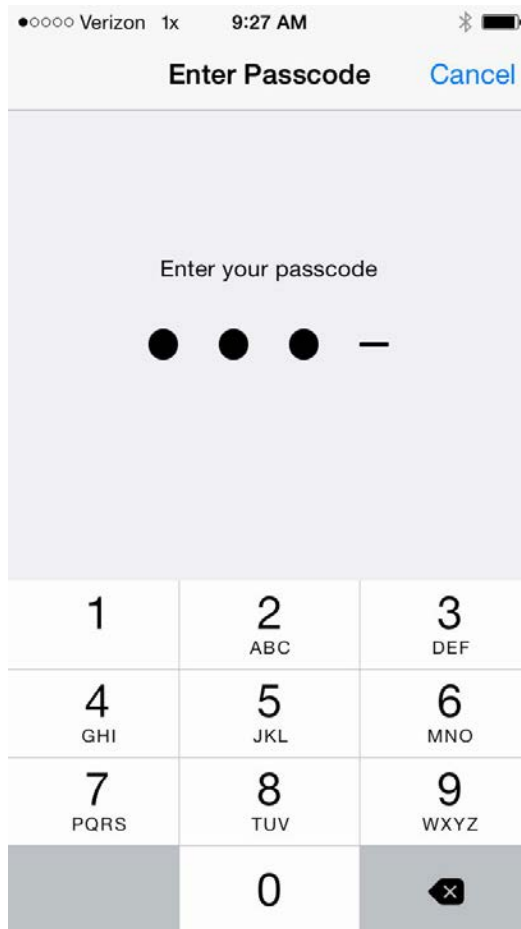 Verizon 1x 9:27 AM
Enter Passcode Cancel
Enter your passcode
1 2 3
ABC DEF
4 5 6
GHI JKL MNO
7 8 9
PQRS TUV WXYZ
0